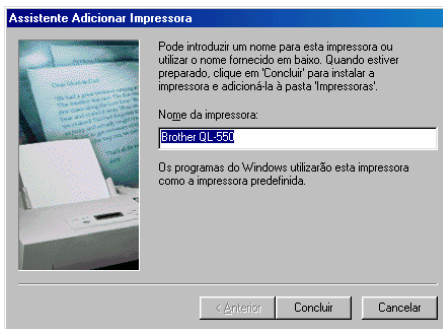 Assistente Adicionar Impressora
Pode introduzir um nome para esta impressora ou
utilizar o nome fornecido em baixo. Quando estiver
preparado, clique em 'Concluir' para instalar a
impressora e adicioná-la à pasta 'Impressoras'.
Nome da impressora:
Brother QL-550
Os programas do Windows utilizarão esta impressora
como a impressora predefinida.
< Anterior
Concluir
Cancelar